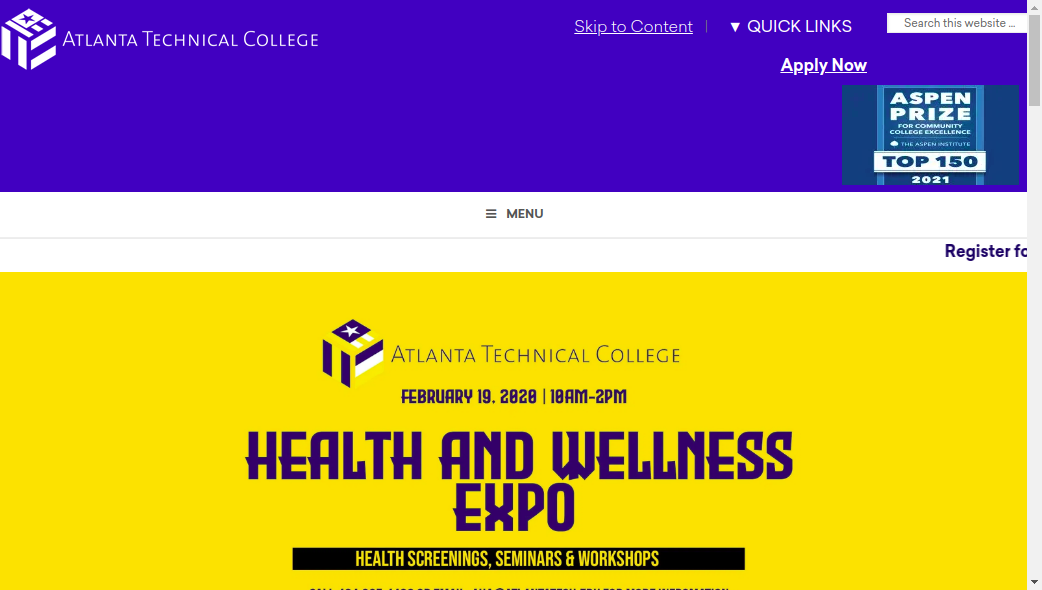 ATLANTA TECHNICAL COLLEGE
Skip to Content
▼ QUICK LINKS
Search this website …
Apply Now
ASPEN
PRIZE
FOR COMMUNITY
COLLEGE EXCELLENCE
THE ASPEN INSTITUTE
TOP 150
2021
≡ MENU
Register
ATLANTA TECHNICAL COLLEGE
FEBRUARY 19, 2020 | 10AM-2PM
HEALTH AND WELLNESS
EXPO
HEALTH SCREENINGS, SEMINARS & WORKSHOPS